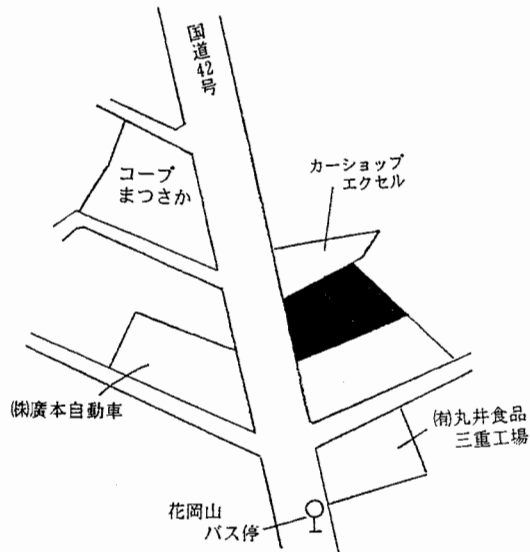 国道42号
コープ
まつさか
カーショップ
エクセル
㈱廣本自動車
㈲丸井食品
三重工場
花岡山
バス停